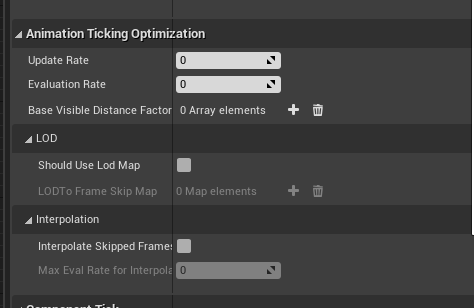 Animation Ticking Optimization
Update Rate 0
Evaluation Rate 0
Base Visible Distance Factor 0 Array elements
LOD
Should Use Lod Map
LODTo Frame Skip Map 0 Map elements
Interpolation
Interpolate Skipped Frames
Max Eval Rate for Interpola 0
Component Tick